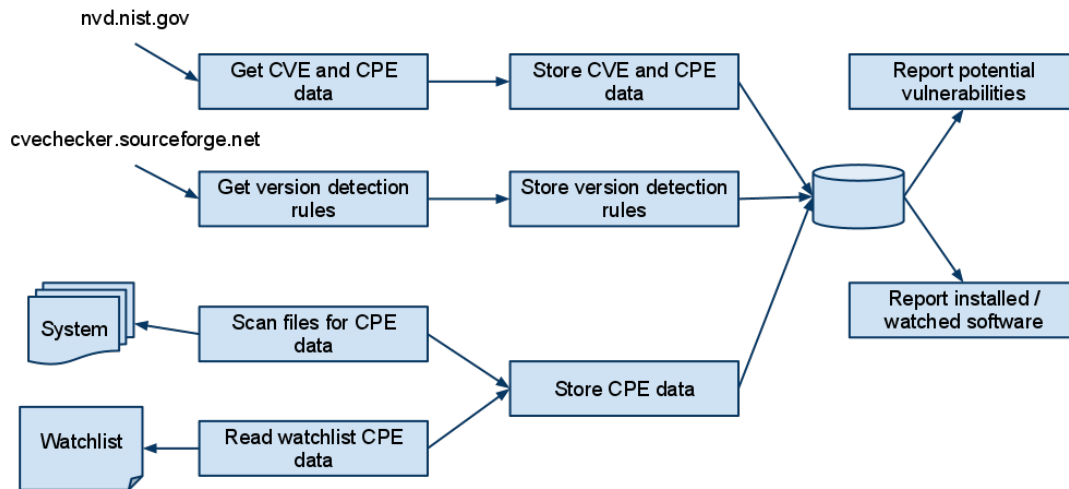 nvd.nist.gov
Get CVE and CPE
data
Store CVE and CPE
data
Report potential
vulnerabilities
cvechecker.sourceforge.net
Get version detection
rules
Store version detection
rules
System
Scan files for CPE
data
Report installed /
watched software
Store CPE data
Watchlist
Read watchlist CPE
data